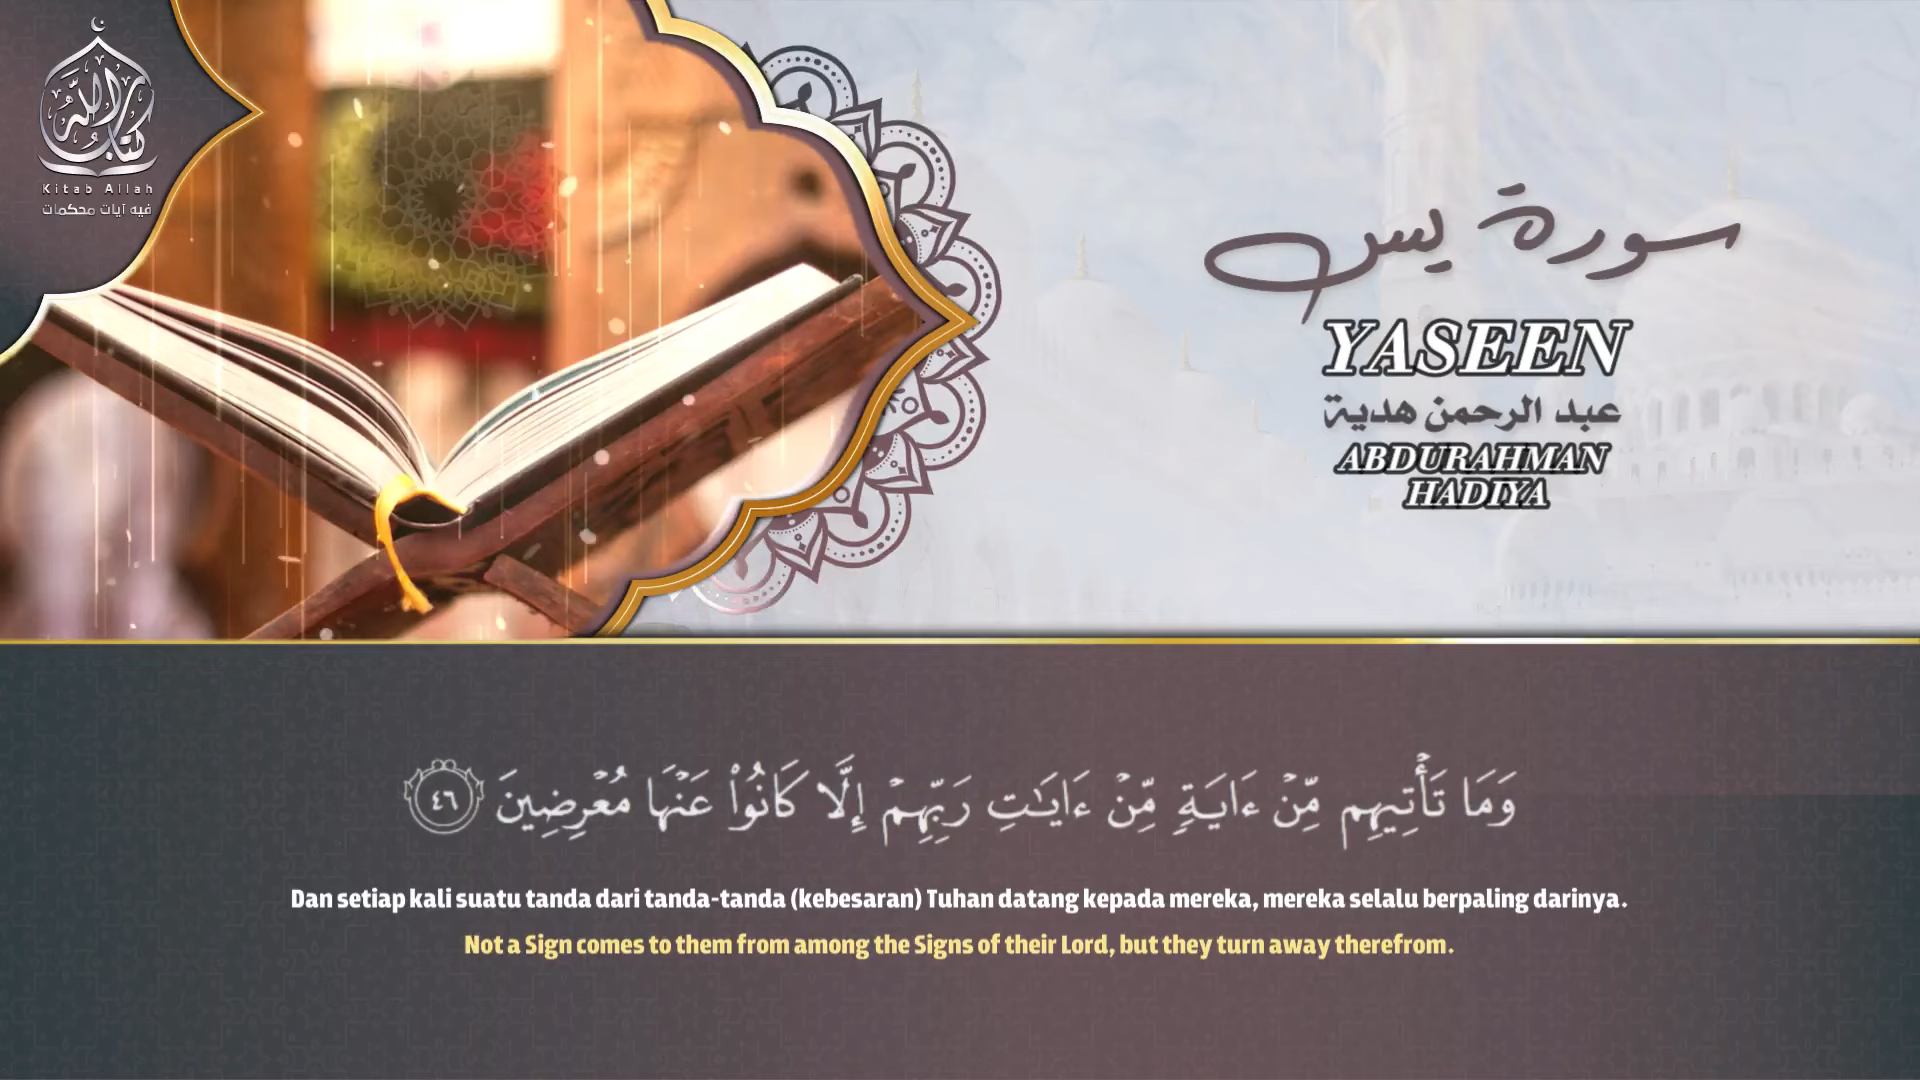 كتاب الله
Kitab Allah
فيه آيات محكمات
سورة يس
YASEEN
عبد الرحمن هدية
ABDURAHMAN
HADIYA
وَمَا تَأۡتِيهِم مِّنۡ ءَايَةٖ مِّنۡ ءَايَٰتِ رَبِّهِمۡ إِلَّا كَانُواْ عَنۡهَا مُعۡرِضِينَ ٤٦
Dan setiap kali suatu tanda dari tanda-tanda (kebesaran) Tuhan datang kepada mereka, mereka selalu berpaling darinya.
Not a Sign comes to them from among the Signs of their Lord, but they turn away therefrom.